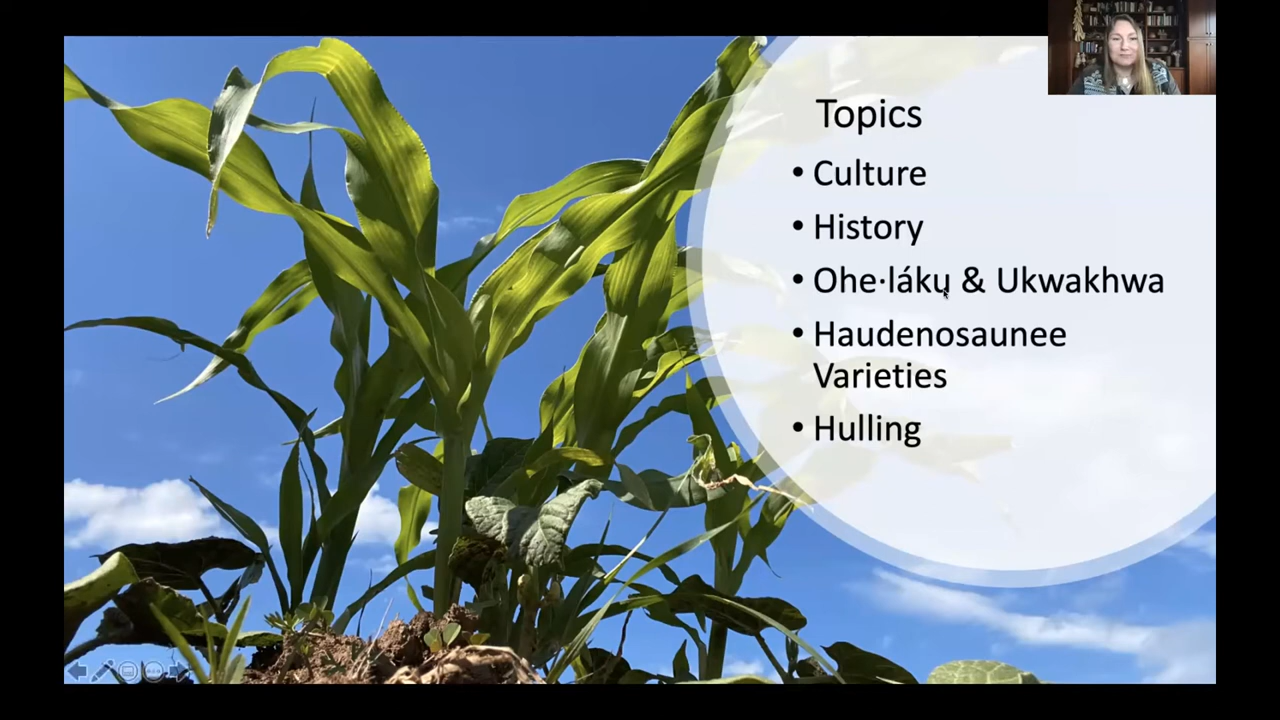 Topics
• Culture
• History
• Ohe·láku̲ & Ukwakhwa
• Haudenosaunee
Varieties
• Hulling